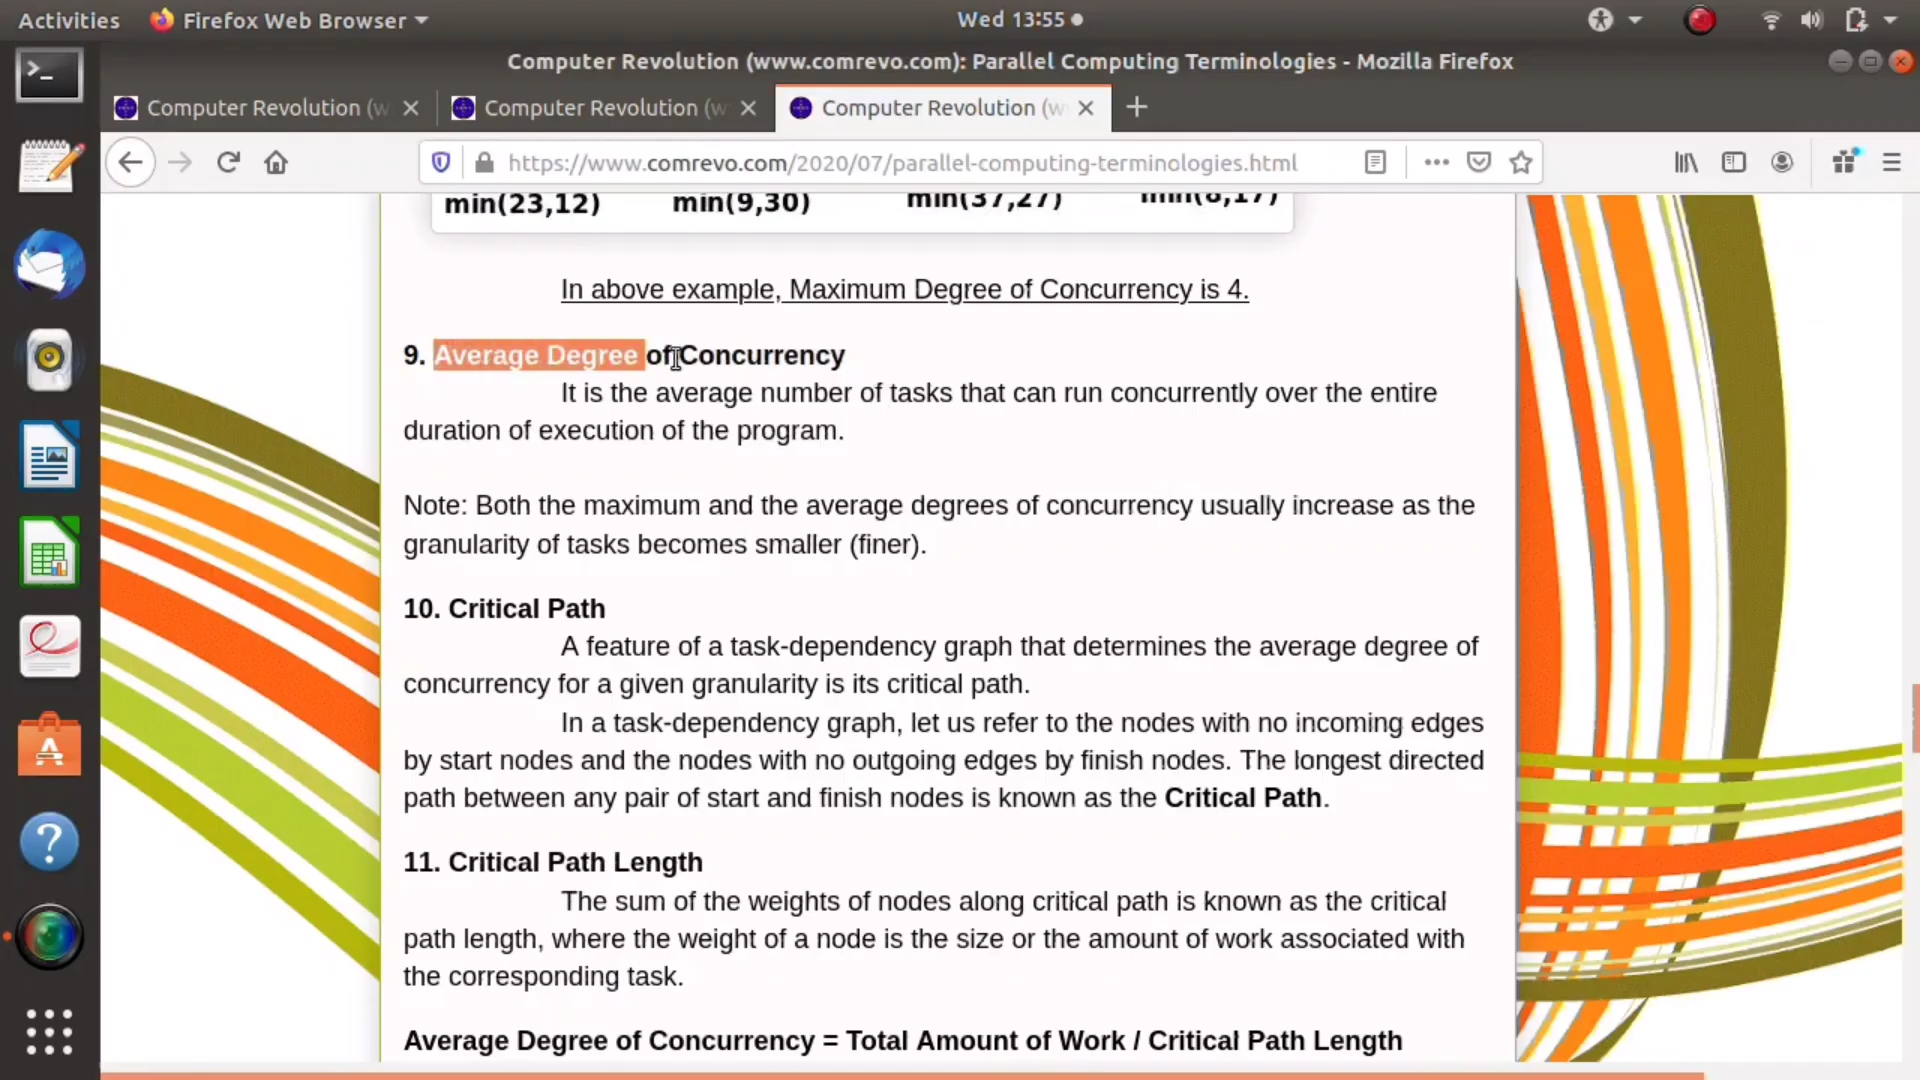 Activities Firefox Web Browser Wed 13:55
Computer Revolution (www.comrevo.com): Parallel Computing Terminologies - Mozilla Firefox
Computer Revolution (w Computer Revolution (w Computer Revolution (w
https://www.comrevo.com/2020/07/parallel-computing-terminologies.html
min(23,12) min(9,30) min(37,27) min(8,17)
In above example, Maximum Degree of Concurrency is 4.
9. Average Degree of Concurrency
It is the average number of tasks that can run concurrently over the entire
duration of execution of the program.
Note: Both the maximum and the average degrees of concurrency usually increase as the
granularity of tasks becomes smaller (finer).
10. Critical Path
A feature of a task-dependency graph that determines the average degree of
concurrency for a given granularity is its critical path.
In a task-dependency graph, let us refer to the nodes with no incoming edges
by start nodes and the nodes with no outgoing edges by finish nodes. The longest directed
path between any pair of start and finish nodes is known as the Critical Path.
11. Critical Path Length
The sum of the weights of nodes along critical path is known as the critical
path length, where the weight of a node is the size or the amount of work associated with
the corresponding task.
Average Degree of Concurrency = Total Amount of Work / Critical Path Length